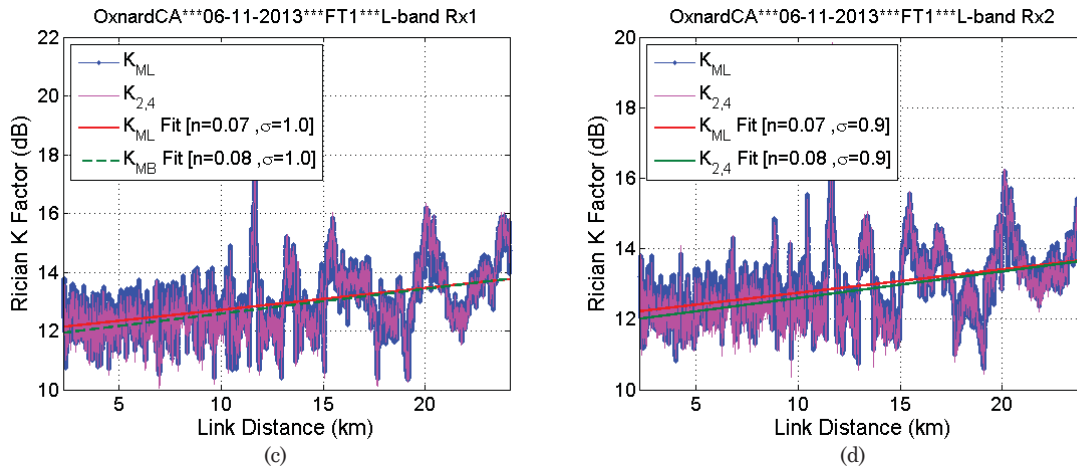 OxnardCA***06-11-2013***FT1***L-band Rx1
Rician K Factor (dB)
22
20
18
16
14
12
10
K_ML
K_2,4
K_ML Fit [n=0.07 ,σ=1.0]
K_MB Fit [n=0.08 ,σ=1.0]
5 10 15 20
Link Distance (km)
(c)
OxnardCA***06-11-2013***FT1***L-band Rx2
Rician K Factor (dB)
20
18
16
14
12
10
K_ML
K_2,4
K_ML Fit [n=0.07 ,σ=0.9]
K_2,4 Fit [n=0.08 ,σ=0.9]
5 10 15 20
Link Distance (km)
(d)